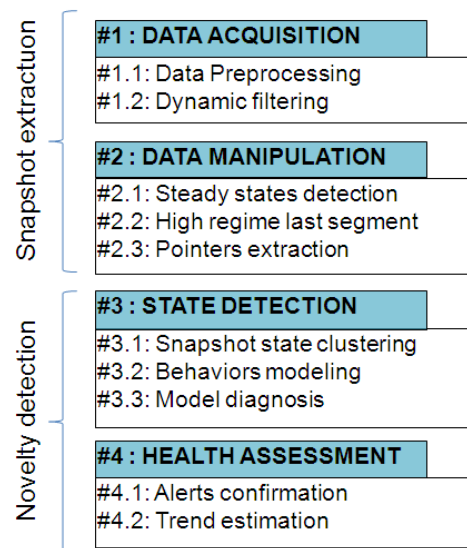 Snapshot extractuon
#1 : DATA ACQUISITION
#1.1: Data Preprocessing
#1.2: Dynamic filtering
#2 : DATA MANIPULATION
#2.1: Steady states detection
#2.2: High regime last segment
#2.3: Pointers extraction
Novelty detection
#3 : STATE DETECTION
#3.1: Snapshot state clustering
#3.2: Behaviors modeling
#3.3: Model diagnosis
#4 : HEALTH ASSESSMENT
#4.1: Alerts confirmation
#4.2: Trend estimation